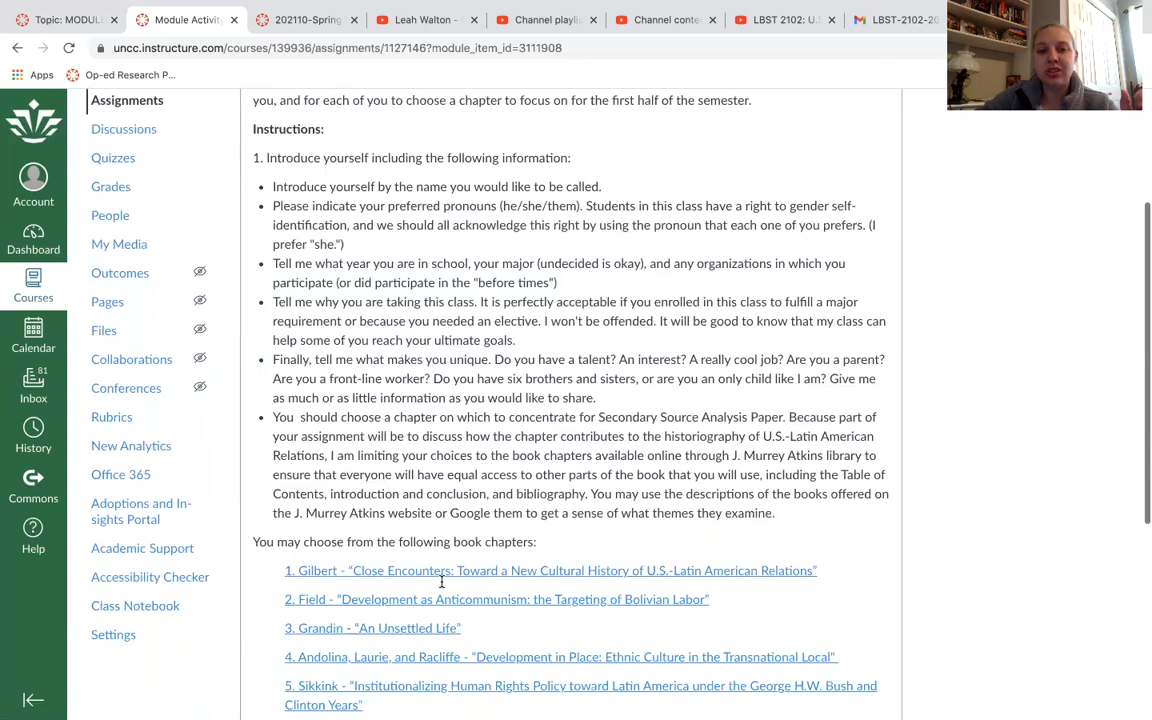 Topic: MODUL
Module Activity
202110-Spring
Leah Walton -
Channel playli
Channel conte
LBST 2102: U.
LBST-2102-20
uncc.instructure.com/courses/139936/assignments/1127146?module_item_id=3111908
Apps
Op-ed Research P...
Account
Dashboard
Courses
Calendar
81
Inbox
History
Commons
Help
Assignments
Discussions
Quizzes
Grades
People
My Media
Outcomes
Pages
Files
Collaborations
Conferences
Rubrics
New Analytics
Office 365
Adoptions and In-
sights Portal
Academic Support
Accessibility Checker
Class Notebook
Settings
you, and for each of you to choose a chapter to focus on for the first half of the semester.
Instructions:
1. Introduce yourself including the following information:
• Introduce yourself by the name you would like to be called.
• Please indicate your preferred pronouns (he/she/them). Students in this class have a right to gender self-
identification, and we should all acknowledge this right by using the pronoun that each one of you prefers. (I
prefer "she.")
• Tell me what year you are in school, your major (undecided is okay), and any organizations in which you
participate (or did participate in the "before times")
• Tell me why you are taking this class. It is perfectly acceptable if you enrolled in this class to fulfill a major
requirement or because you needed an elective. I won't be offended. It will be good to know that my class can
help some of you reach your ultimate goals.
• Finally, tell me what makes you unique. Do you have a talent? An interest? A really cool job? Are you a parent?
Are you a front-line worker? Do you have six brothers and sisters, or are you an only child like I am? Give me
as much or as little information as you would like to share.
• You should choose a chapter on which to concentrate for Secondary Source Analysis Paper. Because part of
your assignment will be to discuss how the chapter contributes to the historiography of U.S.-Latin American
Relations, I am limiting your choices to the book chapters available online through J. Murrey Atkins library to
ensure that everyone will have equal access to other parts of the book that you will use, including the Table of
Contents, introduction and conclusion, and bibliography. You may use the descriptions of the books offered on
the J. Murrey Atkins website or Google them to get a sense of what themes they examine.
You may choose from the following book chapters:
1. Gilbert - “Close Encounters: Toward a New Cultural History of U.S.-Latin American Relations”
2. Field - “Development as Anticommunism: the Targeting of Bolivian Labor”
3. Grandin - “An Unsettled Life”
4. Andolina, Laurie, and Racliffe - “Development in Place: Ethnic Culture in the Transnational Local"
5. Sikkink - “Institutionalizing Human Rights Policy toward Latin America under the George H.W. Bush and
Clinton Years”